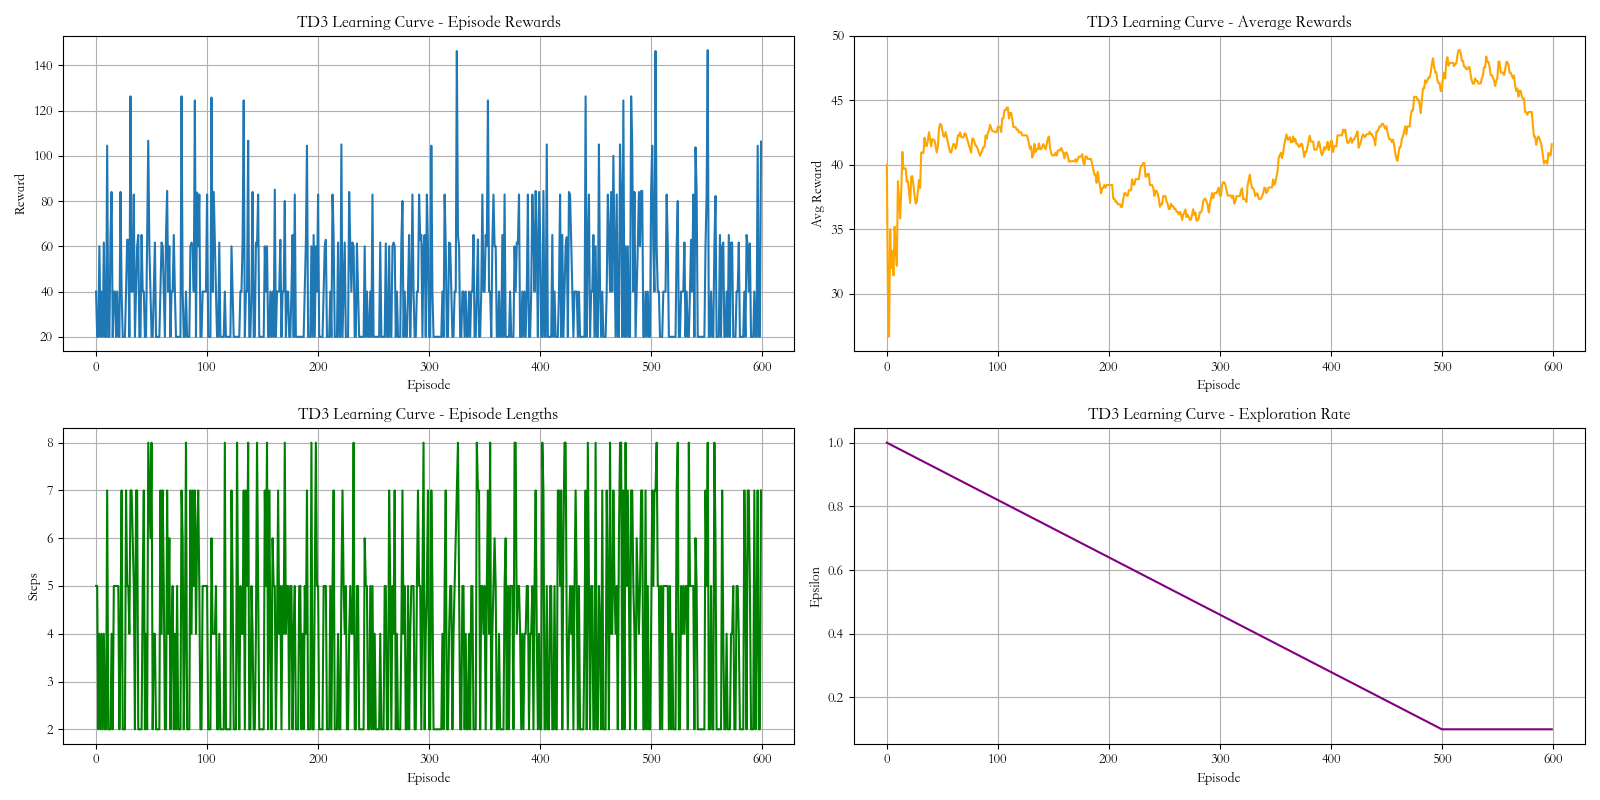 TD3 Learning Curve - Episode Rewards
Reward
140
120
100
80
60
40
20
0 100 200 300 400 500 600
Episode
TD3 Learning Curve - Average Rewards
Avg Reward
50
45
40
35
30
0 100 200 300 400 500 600
Episode
TD3 Learning Curve - Episode Lengths
Steps
8
7
6
5
4
3
2
0 100 200 300 400 500 600
Episode
TD3 Learning Curve - Exploration Rate
Epsilon
1.0
0.8
0.6
0.4
0.2
0 100 200 300 400 500 600
Episode